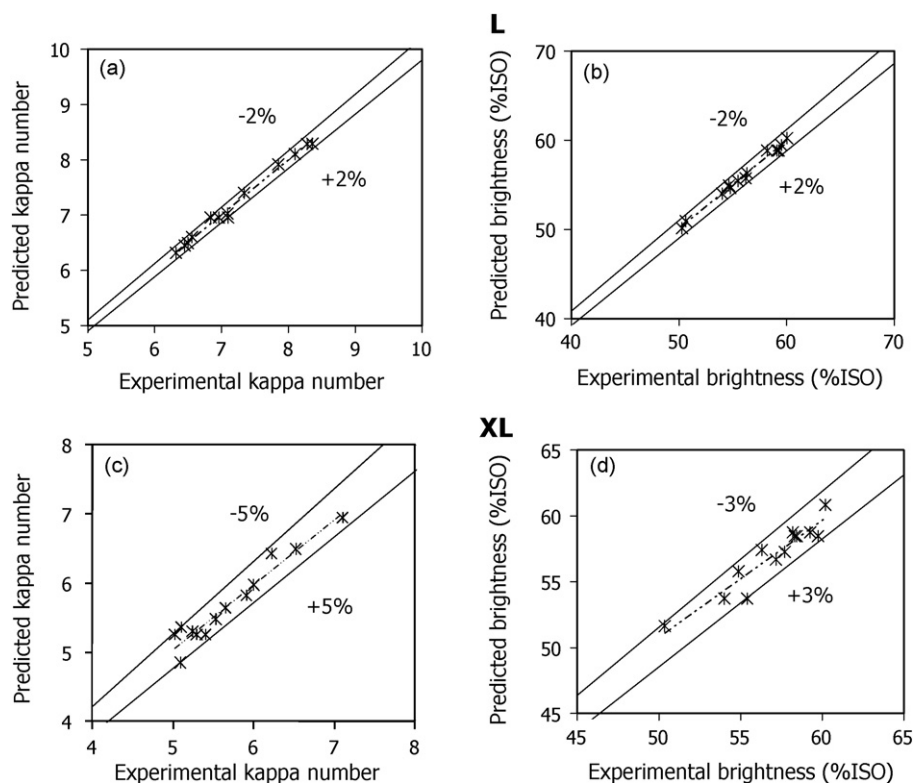 L
(a)
Predicted kappa number
10
9
8
7
6
5
-2%
+2%
5 6 7 8 9 10
Experimental kappa number
(b)
Predicted brightness (%ISO)
70
60
50
40
-2%
+2%
40 50 60 70
Experimental brightness (%ISO)
XL
(c)
Predicted kappa number
8
7
6
5
4
-5%
+5%
4 5 6 7 8
Experimental kappa number
(d)
Predicted brightness (%ISO)
65
60
55
50
45
-3%
+3%
45 50 55 60 65
Experimental brightness (%ISO)